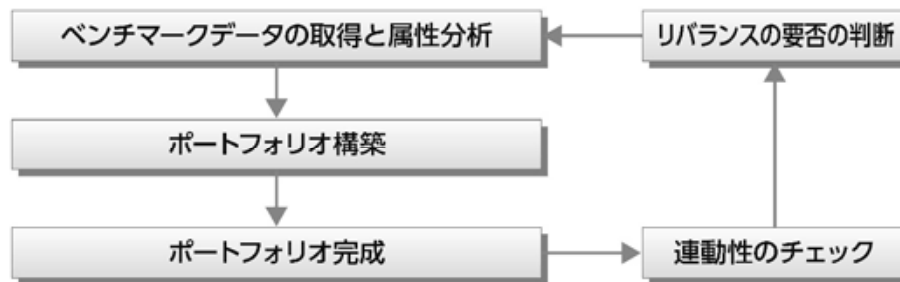 ベンチマークデータの取得と属性分析
リバランスの要否の判断
ポートフォリオ構築
ポートフォリオ完成
連動性のチェック